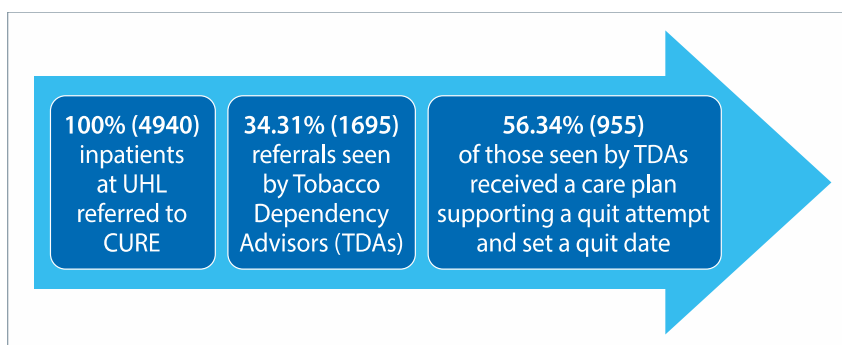 100% (4940)
inpatients
at UHL
referred to
CURE
34.31% (1695)
referrals seen
by Tobacco
Dependency
Advisors (TDAs)
56.34% (955)
of those seen by TDAs
received a care plan
supporting a quit attempt
and set a quit date